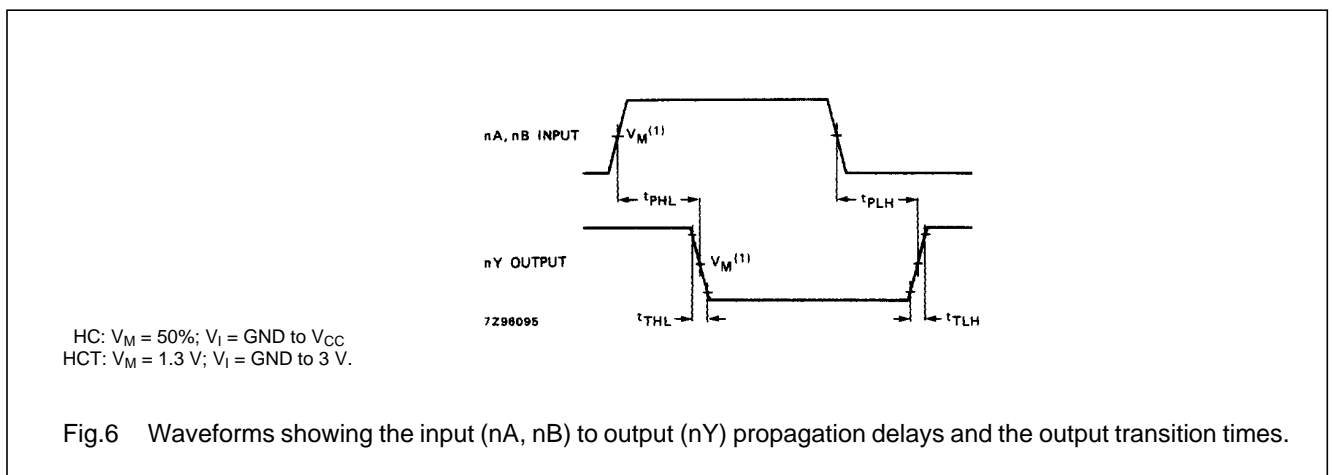 nA, nB INPUT
VM(1)
tPHL
tPLH
nY OUTPUT
VM(1)
tTHL
tTLH
7Z96095
HC: VM = 50%; VI = GND to VCC
HCT: VM = 1.3 V; VI = GND to 3 V.
Fig.6 Waveforms showing the input (nA, nB) to output (nY) propagation delays and the output transition times.